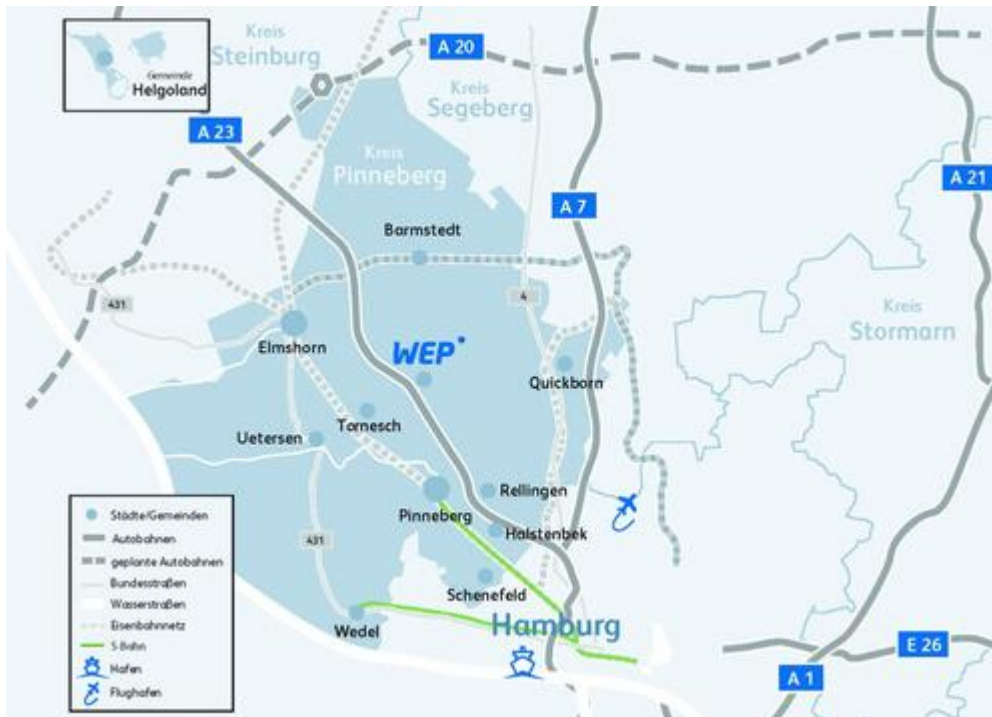 Kreis
Steinburg
A 20
Gemeinde
Helgoland
Kreis
Segeberg
A 23
Kreis
Pinneberg
A 21
A 7
Barmstedt
431
4
Kreis
Stormarn
Elmshorn
WEP
Quickborn
Tornesch
Uetersen
Rellingen
Pinneberg
Halstenbek
431
Schenefeld
Hamburg
Wedel
E 26
A 1
Städte/Gemeinden
Autobahnen
geplante Autobahnen
Bundesstraßen
Wasserstraßen
Eisenbahnnetz
S-Bahn
Hafen
Flughafen